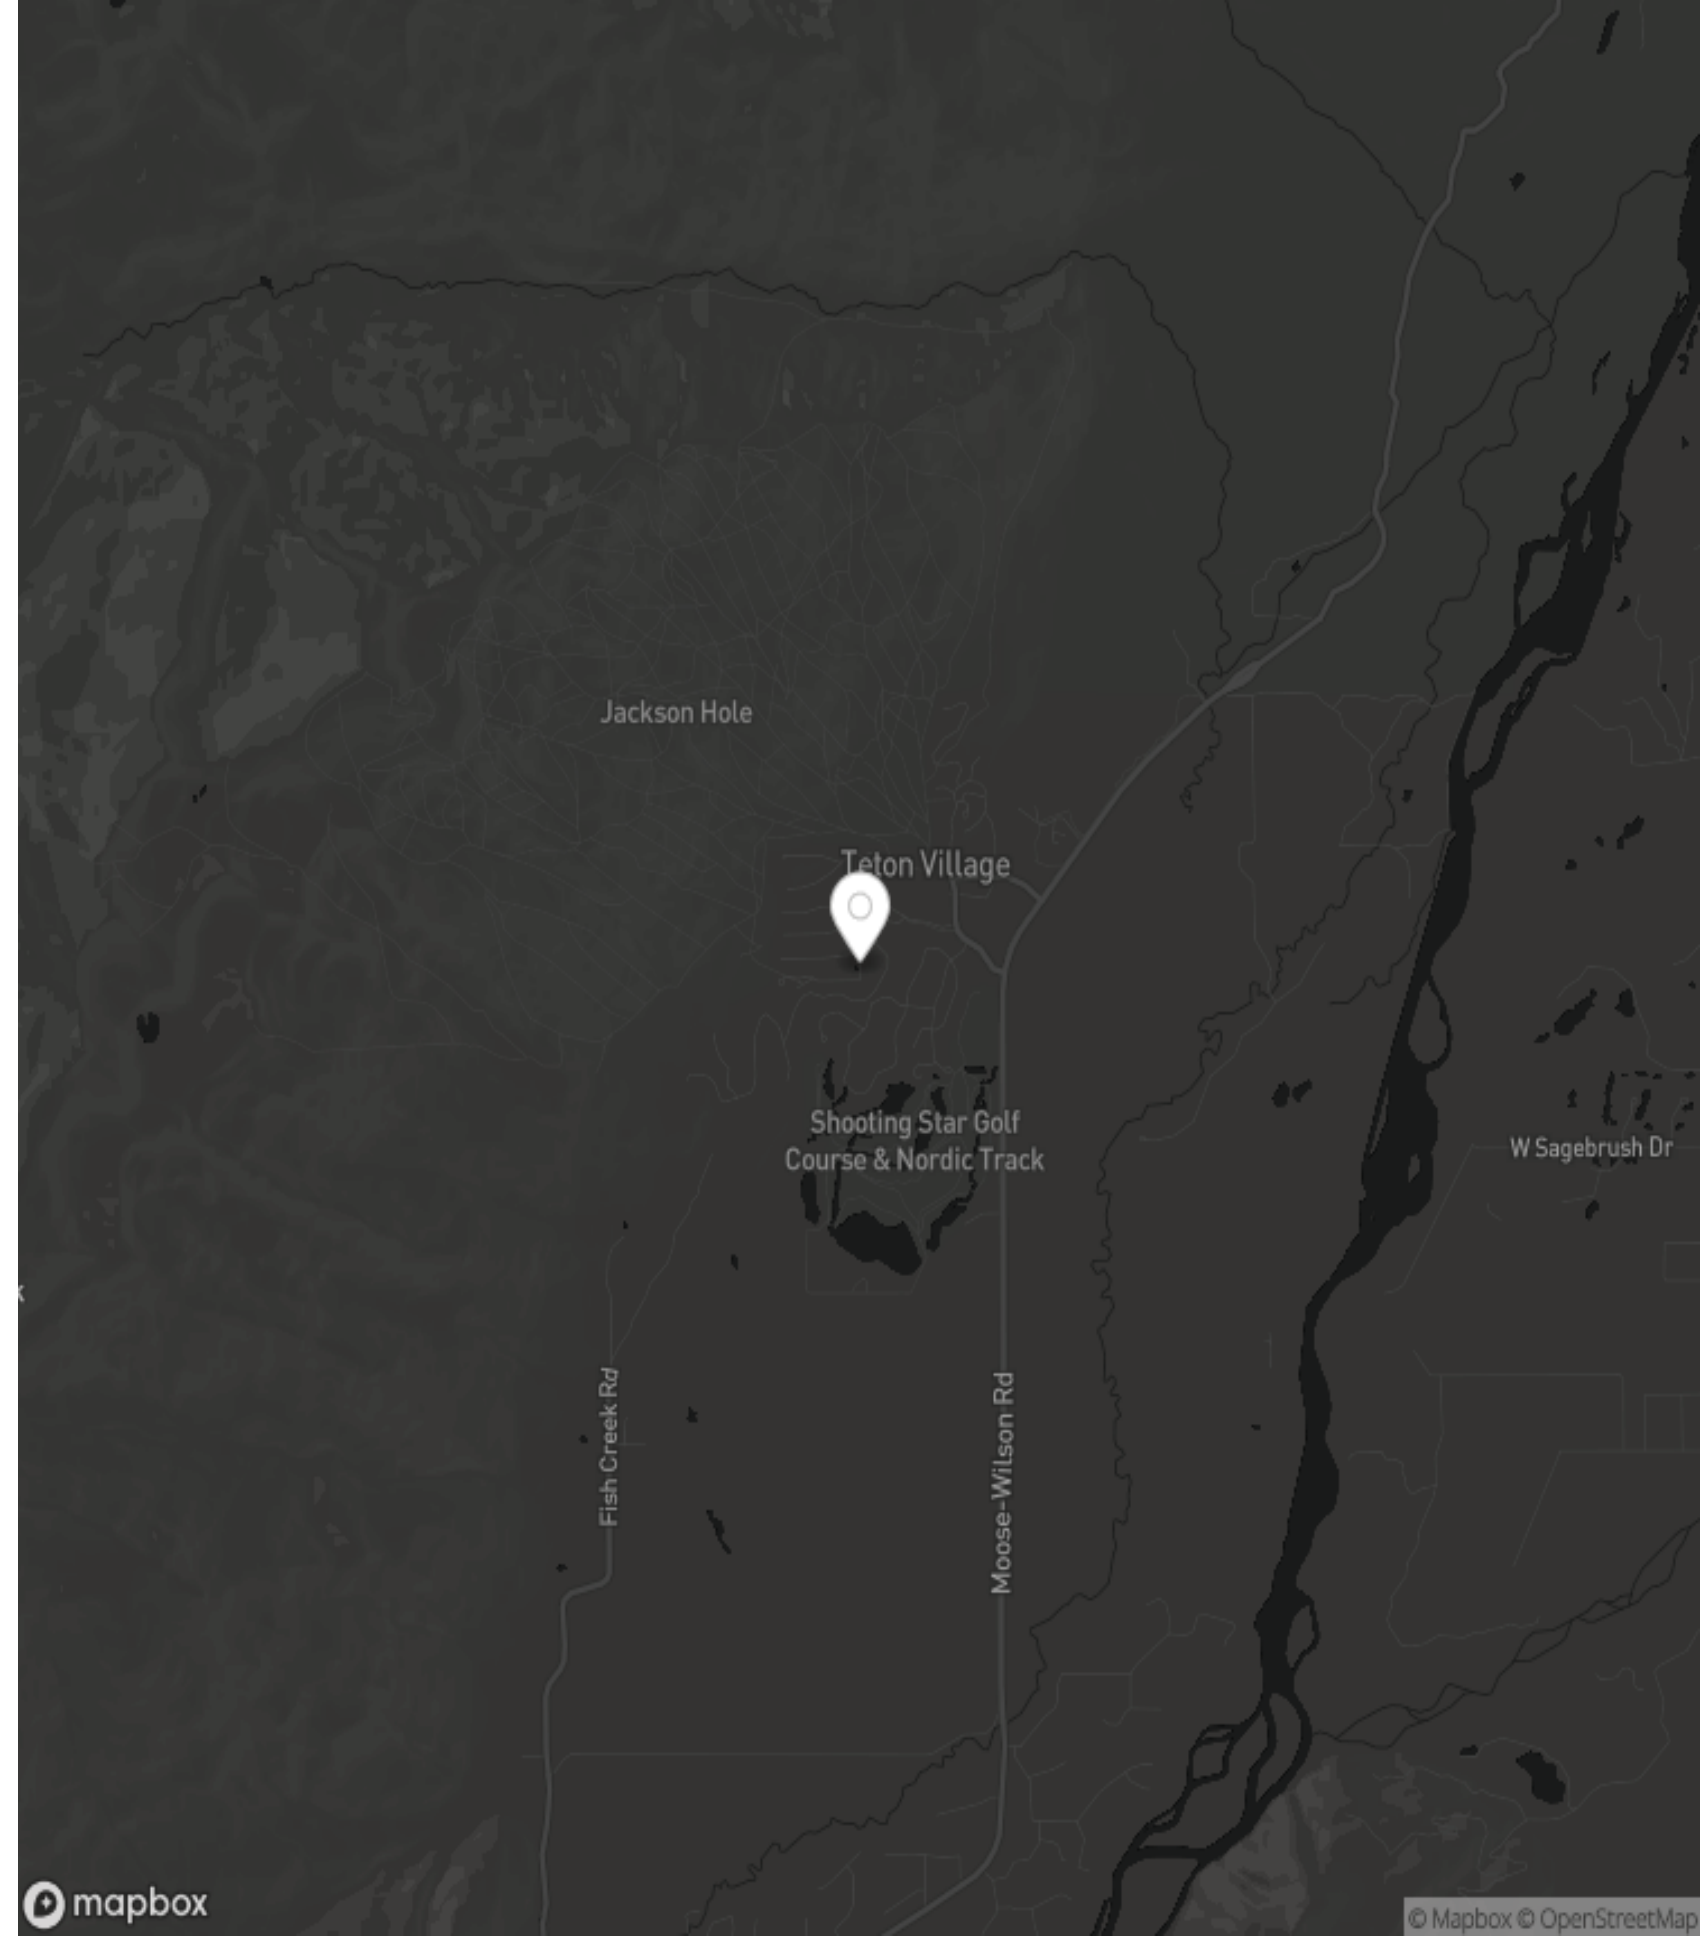 Jackson Hole
Teton Village
Shooting Star Golf
Course & Nordic Track
W Sagebrush Dr
Fish Creek Rd
Moose-Wilson Rd
mapbox
© Mapbox © OpenStreetMap